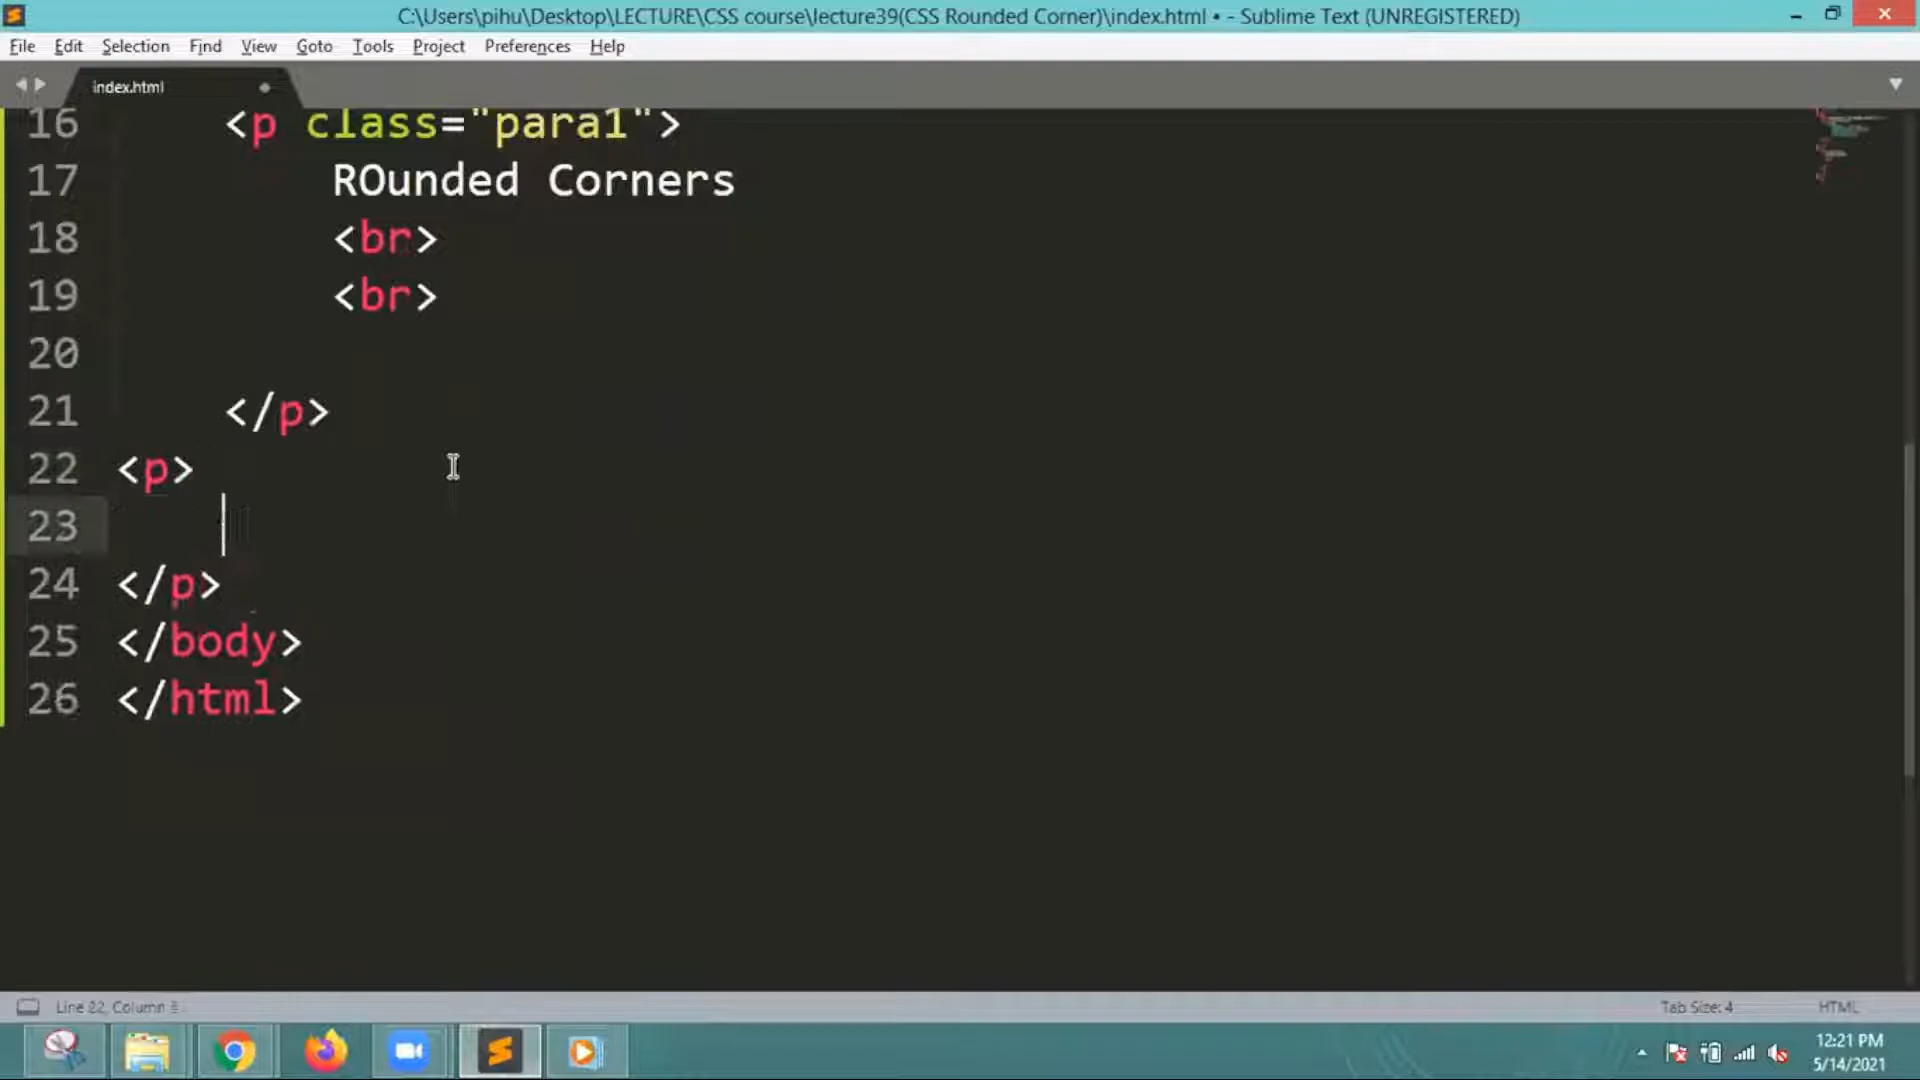 C:\Users\pihu\Desktop\LECTURE\CSS course\lecture39(CSS Rounded Corner)\index.html • - Sublime Text (UNREGISTERED)
File Edit Selection Find View Goto Tools Project Preferences Help
index.html
16 <p class="para1">
17 ROunded Corners
18 <br>
19 <br>
20
21 </p>
22 <p>
23
24 </p>
25 </body>
26 </html>
Line 22, Column
Tab Size: 4 HTML
12:21 PM
5/14/2021